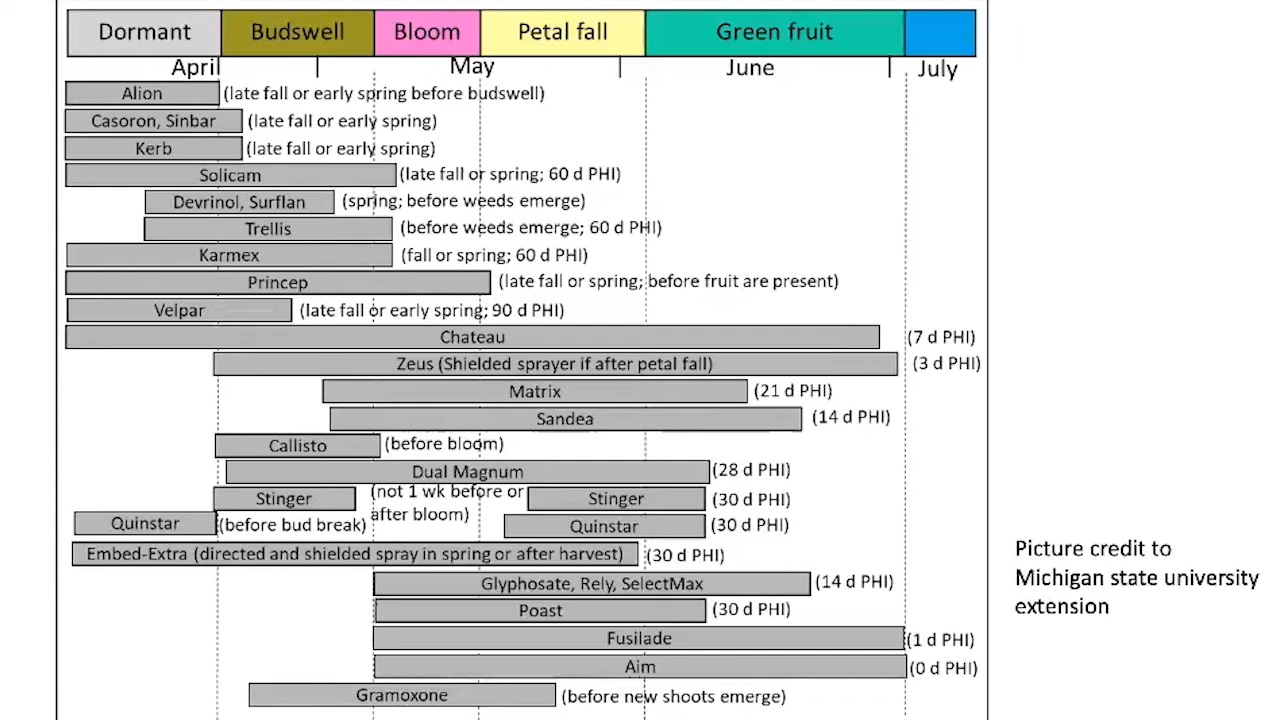 Dormant Budswell Bloom Petal fall Green fruit
April May June July
Alion (late fall or early spring before budswell)
Casoron, Sinbar (late fall or early spring)
Kerb (late fall or early spring)
Solicam (late fall or spring; 60 d PHI)
Devrinol, Surflan (spring; before weeds emerge)
Trellis (before weeds emerge; 60 d PHI)
Karmex (fall or spring; 60 d PHI)
Princep (late fall or spring; before fruit are present)
Velpar (late fall or early spring; 90 d PHI)
Chateau (7 d PHI)
Zeus (Shielded sprayer if after petal fall) (3 d PHI)
Matrix (21 d PHI)
Sandea (14 d PHI)
Callisto (before bloom)
Dual Magnum (28 d PHI)
Stinger (not 1 wk before or Stinger (30 d PHI)
after bloom)
Quinstar (before bud break) Quinstar (30 d PHI)
Embed-Extra (directed and shielded spray in spring or after harvest) (30 d PHI)
Glyphosate, Rely, SelectMax (14 d PHI)
Poast (30 d PHI)
Fusilade (1 d PHI)
Aim (0 d PHI)
Gramoxone (before new shoots emerge)
Picture credit to
Michigan state university
extension